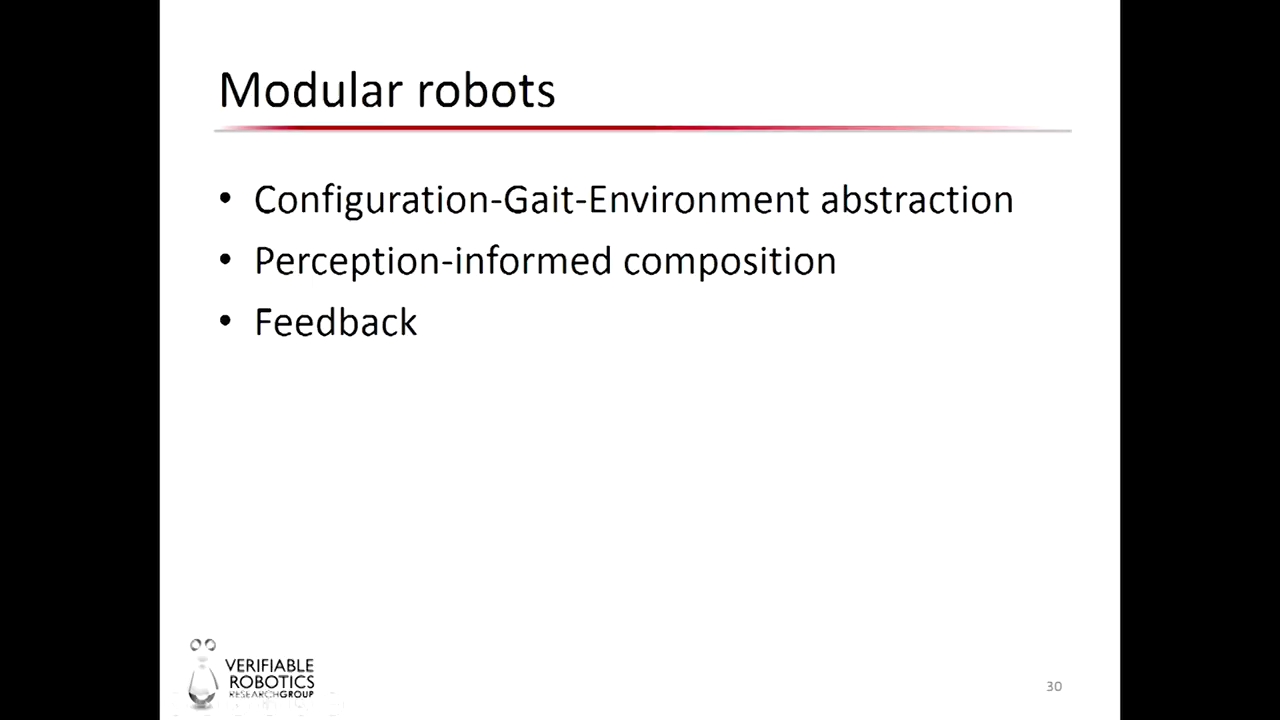 Modular robots
• Configuration-Gait-Environment abstraction
• Perception-informed composition
• Feedback
VERIFIABLE
ROBOTICS
RESEARCHGROUP
30